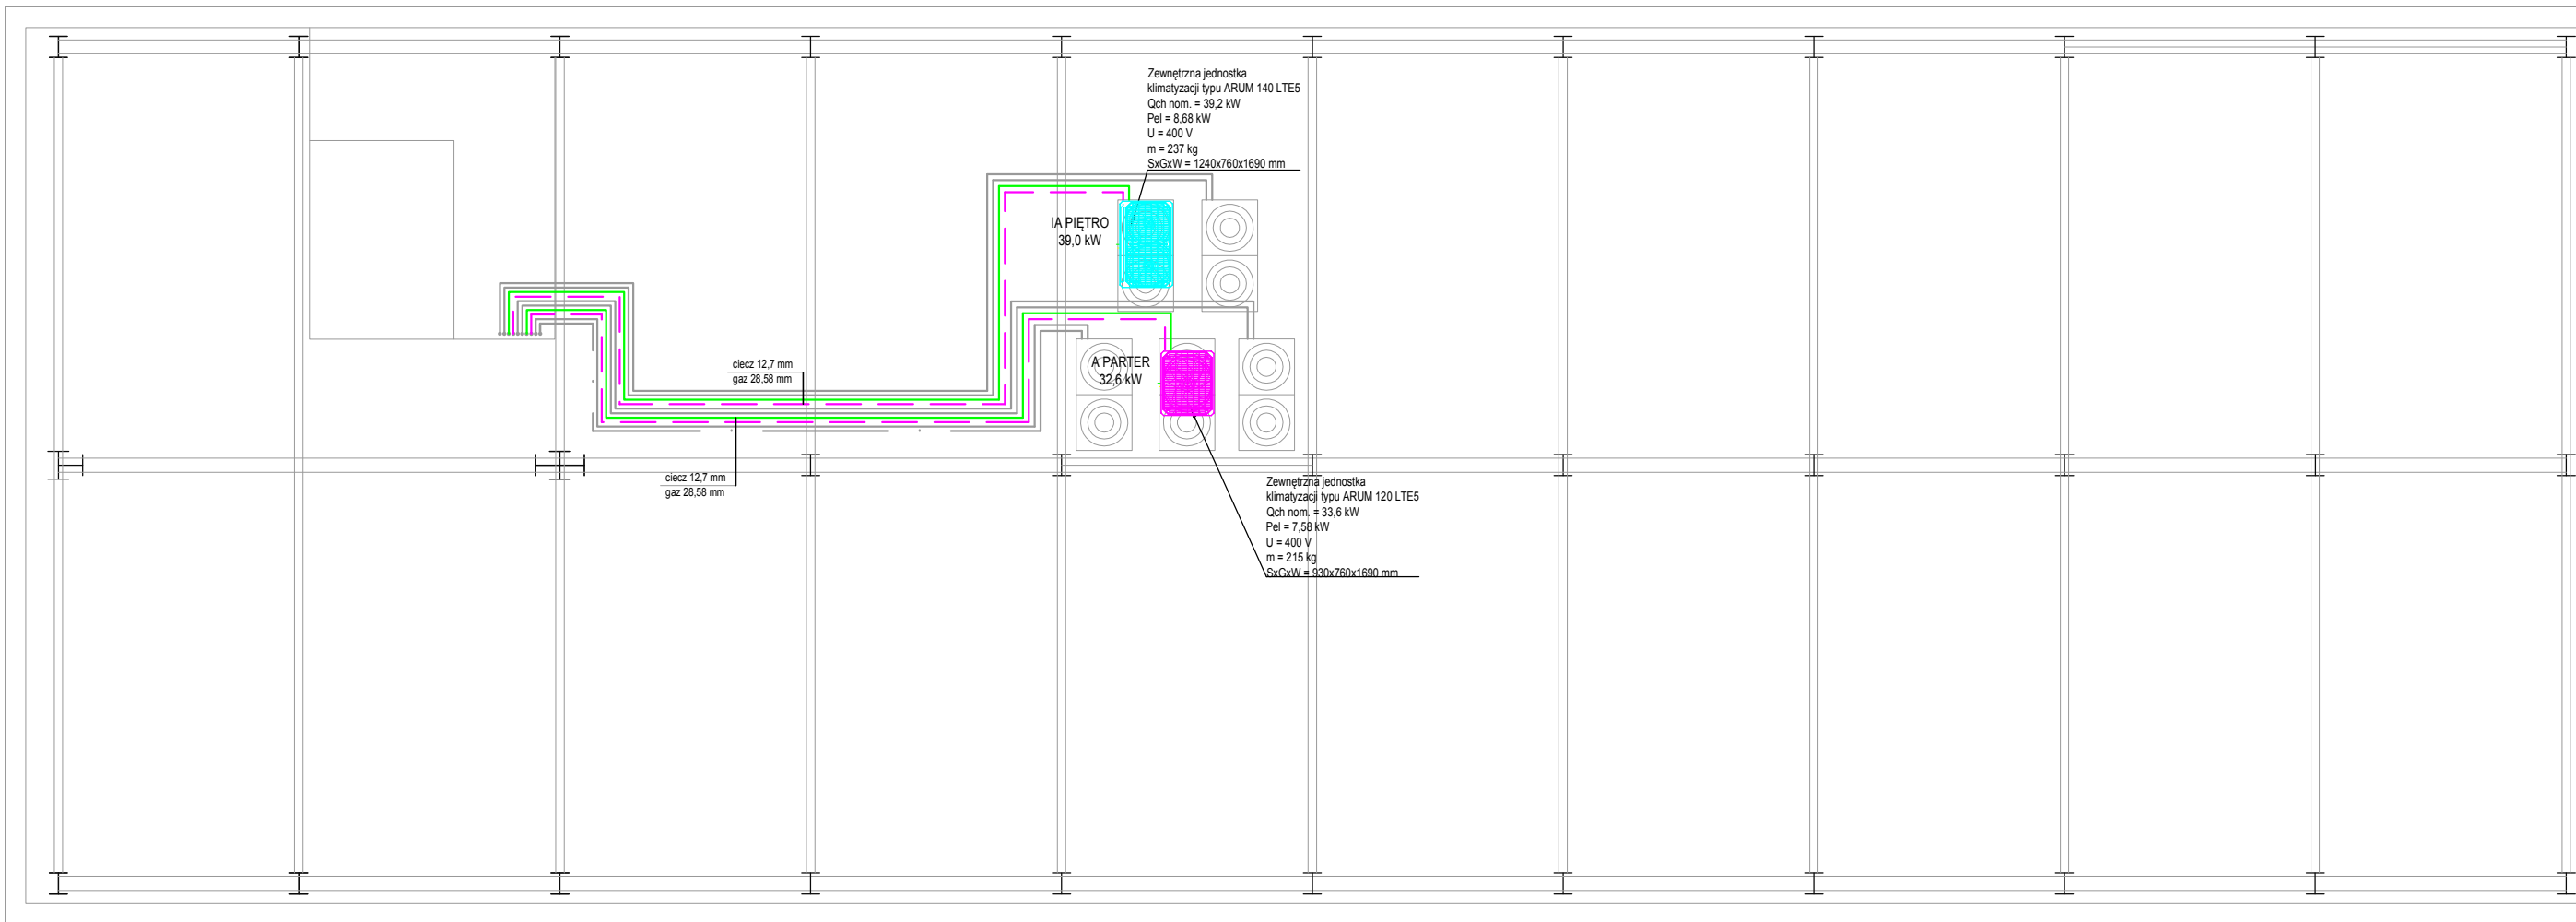 Zewnętrzna jednostka
klimatyzacji typu ARUM 140 LTE5
Qch nom. = 39,2 kW
Pel = 8,68 kW
U = 400 V
m = 237 kg
SxGxW = 1240x760x1690 mm
IA PIĘTRO
39,0 kW
A PARTER
32,6 kW
ciecz 12,7 mm
gaz 28,58 mm
ciecz 12,7 mm
gaz 28,58 mm
Zewnętrzna jednostka
klimatyzacji typu ARUM 120 LTE5
Qch nom. = 33,6 kW
Pel = 7,58 kW
U = 400 V
m = 215 kg
SxGxW = 930x760x1690 mm